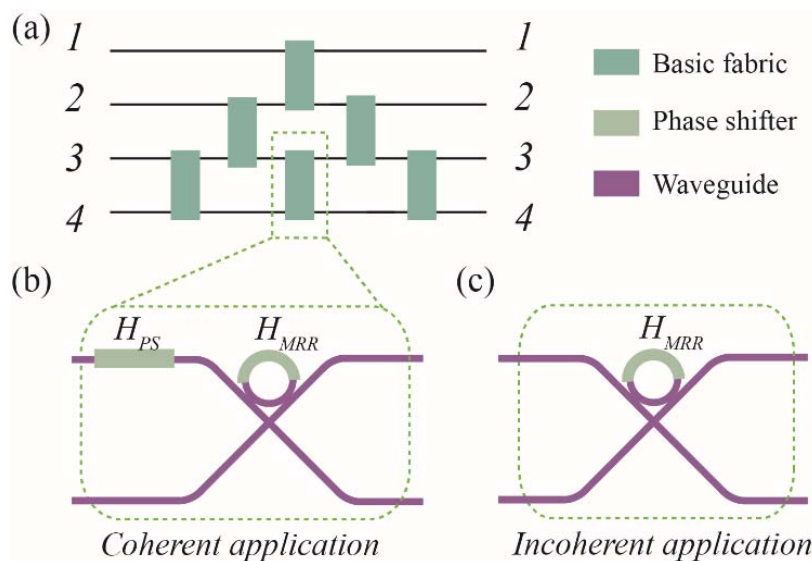 (a)
1
1
2
2
3
3
4
4
Basic fabric
Phase shifter
Waveguide
(b)
(c)
H_PS
H_MRR
H_MRR
Coherent application
Incoherent application